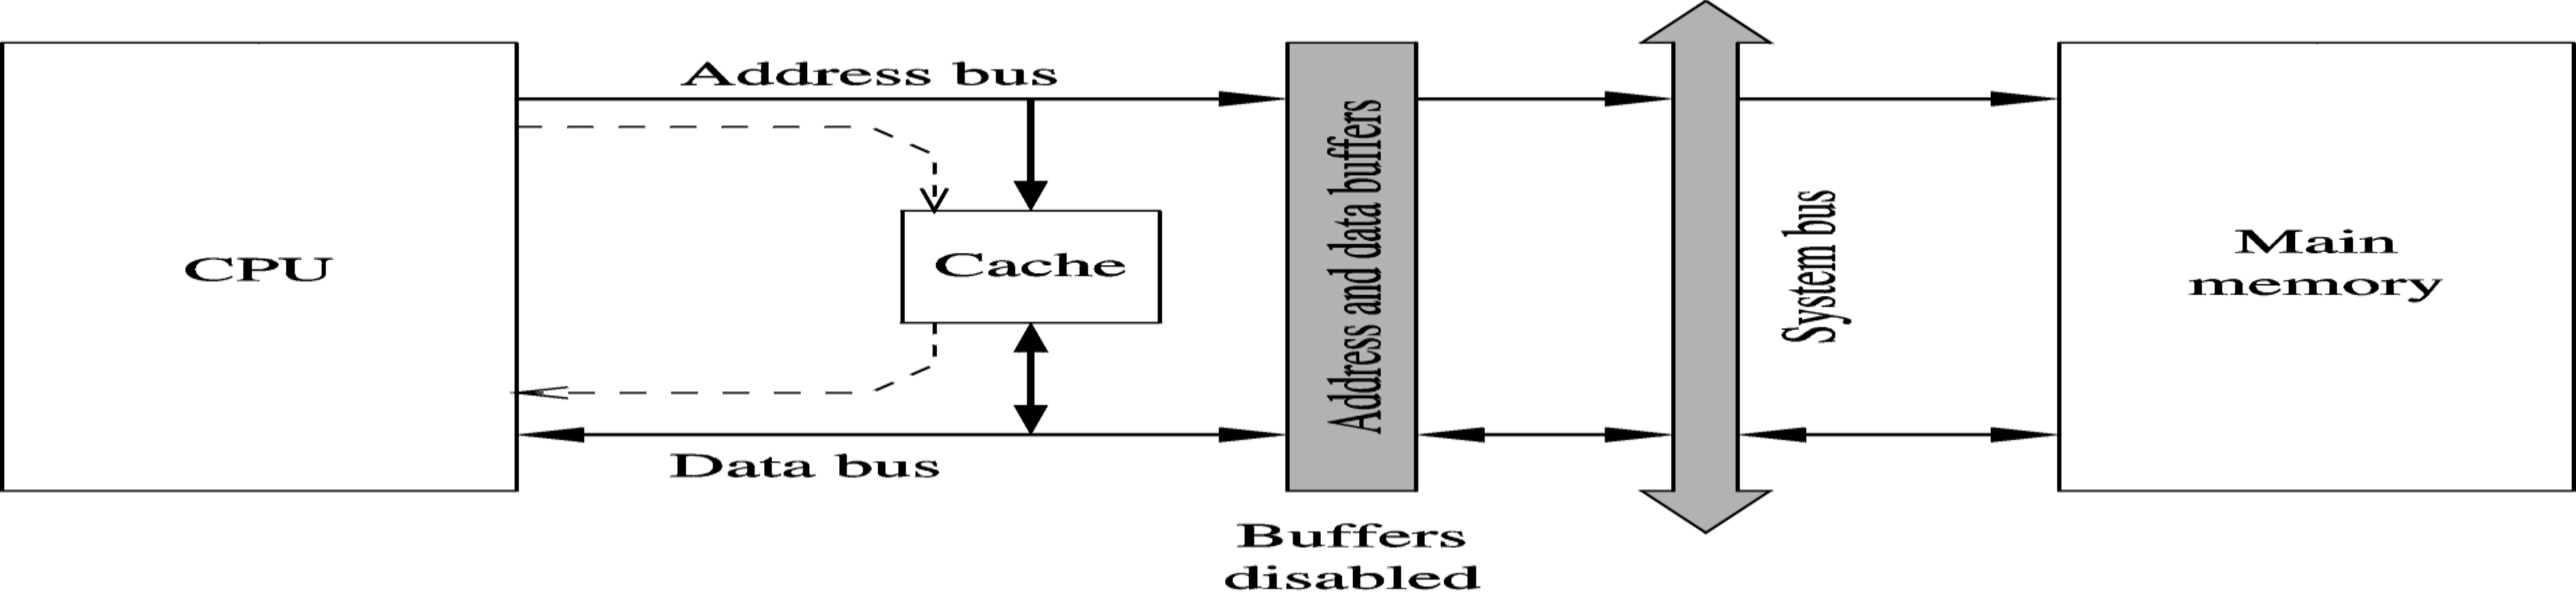 Address bus
CPU
Cache
Address and data buffers
System bus
Main
memory
Data bus
Buffers
disabled